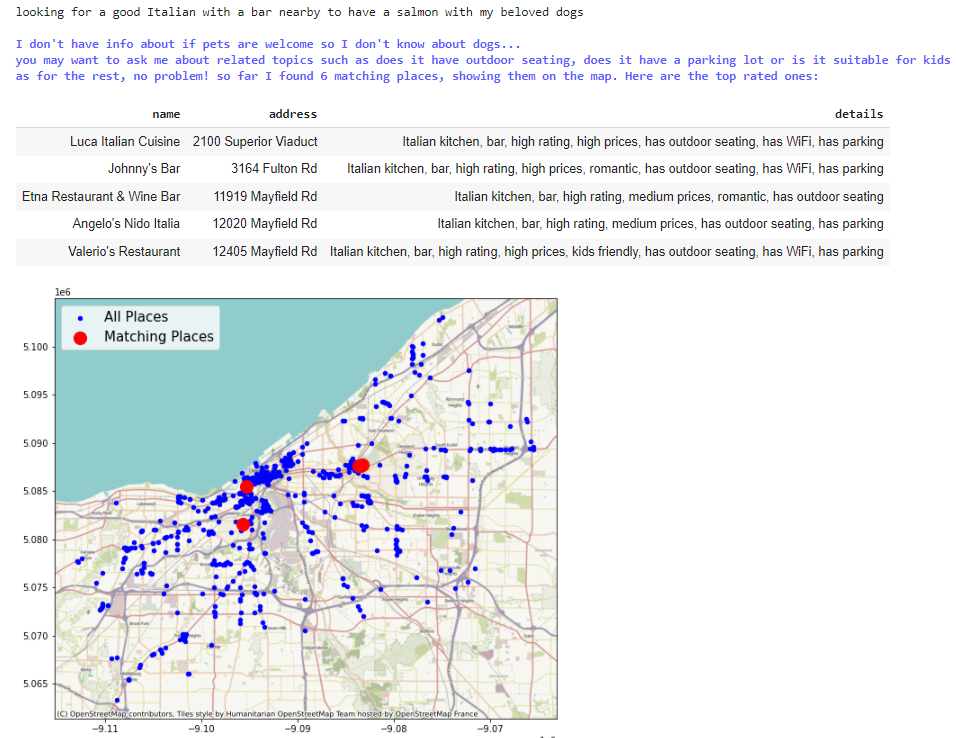 looking for a good Italian with a bar nearby to have a salmon with my beloved dogs
I don't have info about if pets are welcome so I don't know about dogs...
you may want to ask me about related topics such as does it have outdoor seating, does it have a parking lot or is it suitable for kids
as for the rest, no problem! so far I found 6 matching places, showing them on the map. Here are the top rated ones:
name address details
Luca Italian Cuisine 2100 Superior Viaduct Italian kitchen, bar, high rating, high prices, has outdoor seating, has WiFi, has parking
Johnny's Bar 3164 Fulton Rd Italian kitchen, bar, high rating, high prices, romantic, has outdoor seating, has WiFi, has parking
Etna Restaurant & Wine Bar 11919 Mayfield Rd Italian kitchen, bar, high rating, medium prices, romantic, has outdoor seating
Angelo's Nido Italia 12020 Mayfield Rd Italian kitchen, bar, high rating, medium prices, has outdoor seating, has parking
Valerio's Restaurant 12405 Mayfield Rd Italian kitchen, bar, high rating, high prices, kids friendly, has outdoor seating, has WiFi, has parking
1e6
All Places
Matching Places
5.100
5.095
5.090
5.085
5.080
5.075
5.070
5.065
(C) OpenStreetMap contributors, Tiles style by Humanitarian OpenStreetMap Team hosted by OpenStreetMap France
−9.11 −9.10 −9.09 −9.08 −9.07